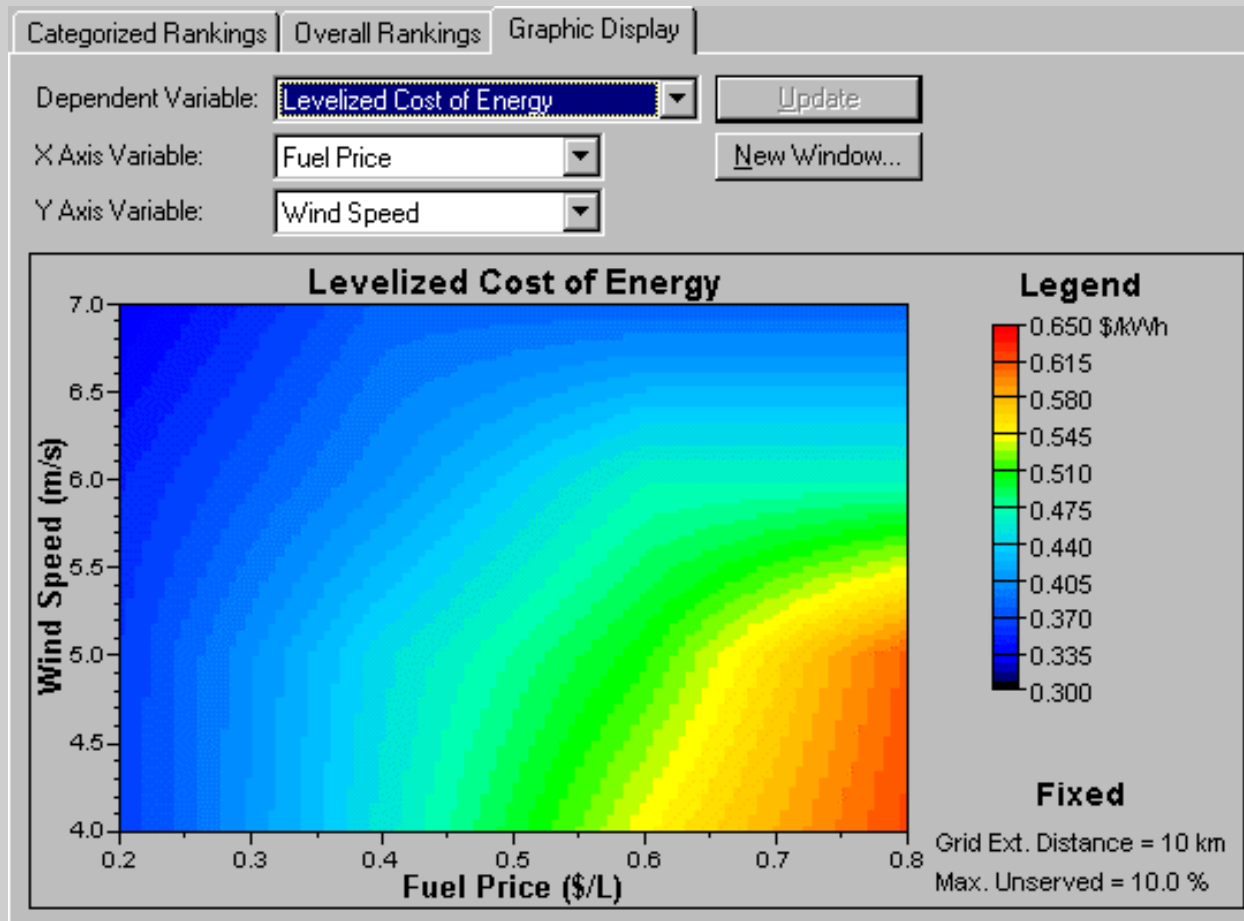 Categorized Rankings
Overall Rankings
Graphic Display
Dependent Variable:
Levelized Cost of Energy
Update
X Axis Variable:
Fuel Price
New Window...
Y Axis Variable:
Wind Speed
Levelized Cost of Energy
Wind Speed (m/s)
7.0
6.5
6.0
5.5
5.0
4.5
4.0
0.2
0.3
0.4
0.5
0.6
0.7
0.8
Fuel Price ($/L)
Legend
0.650 $/kWh
0.615
0.580
0.545
0.510
0.475
0.440
0.405
0.370
0.335
0.300
Fixed
Grid Ext. Distance = 10 km
Max. Unserved = 10.0 %